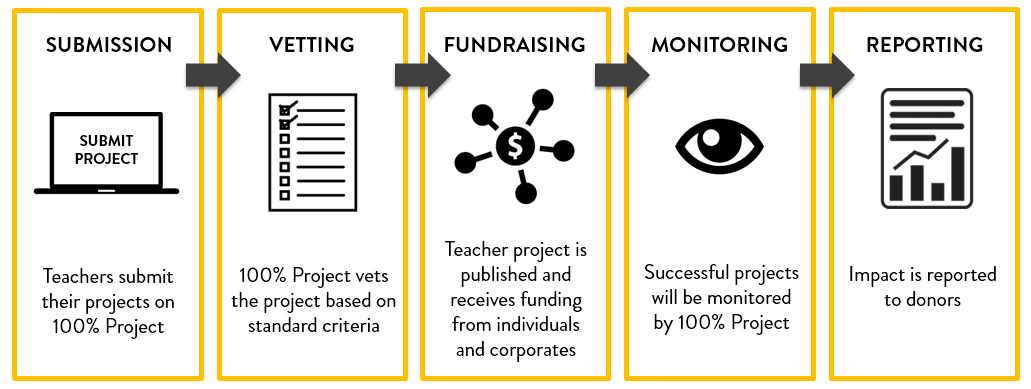 SUBMISSION
SUBMIT
PROJECT
Teachers submit
their projects on
100% Project
VETTING
100% Project vets
the project based on
standard criteria
FUNDRAISING
$
Teacher project is
published and
receives funding
from individuals
and corporates
MONITORING
Successful projects
will be monitored
by 100% Project
REPORTING
Impact is reported
to donors